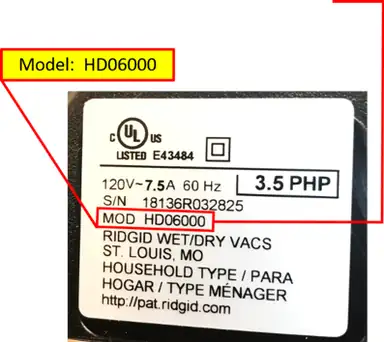 Model: HD06000
c UL US
LISTED E43484
120V~7.5A 60 Hz 3.5 PHP
S/N 18136R032825
MOD HD06000
RIDGID WET/DRY VACS
ST. LOUIS, MO
HOUSEHOLD TYPE / PARA
HOGAR / TYPE MÉNAGER
http://pat.ridgid.com